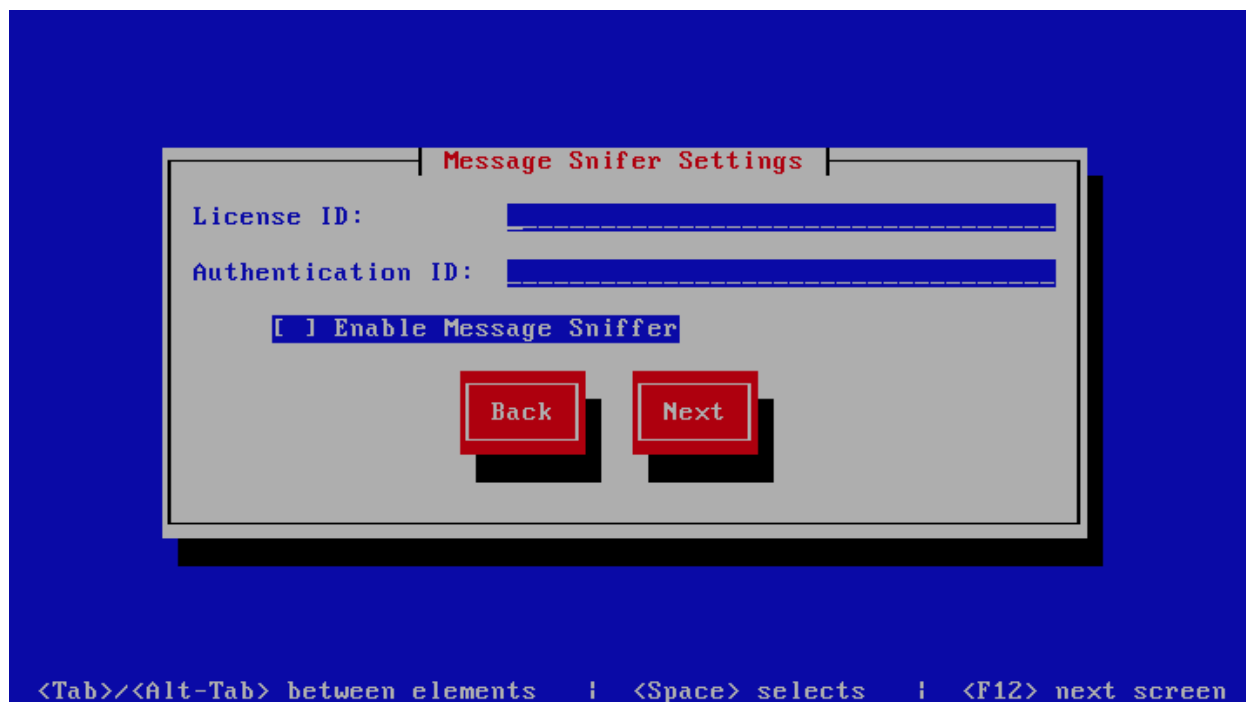 Message Snifer Settings
License ID:
Authentication ID:
[ ] Enable Message Sniffer
Back Next
<Tab>/<Alt-Tab> between elements | <Space> selects | <F12> next screen